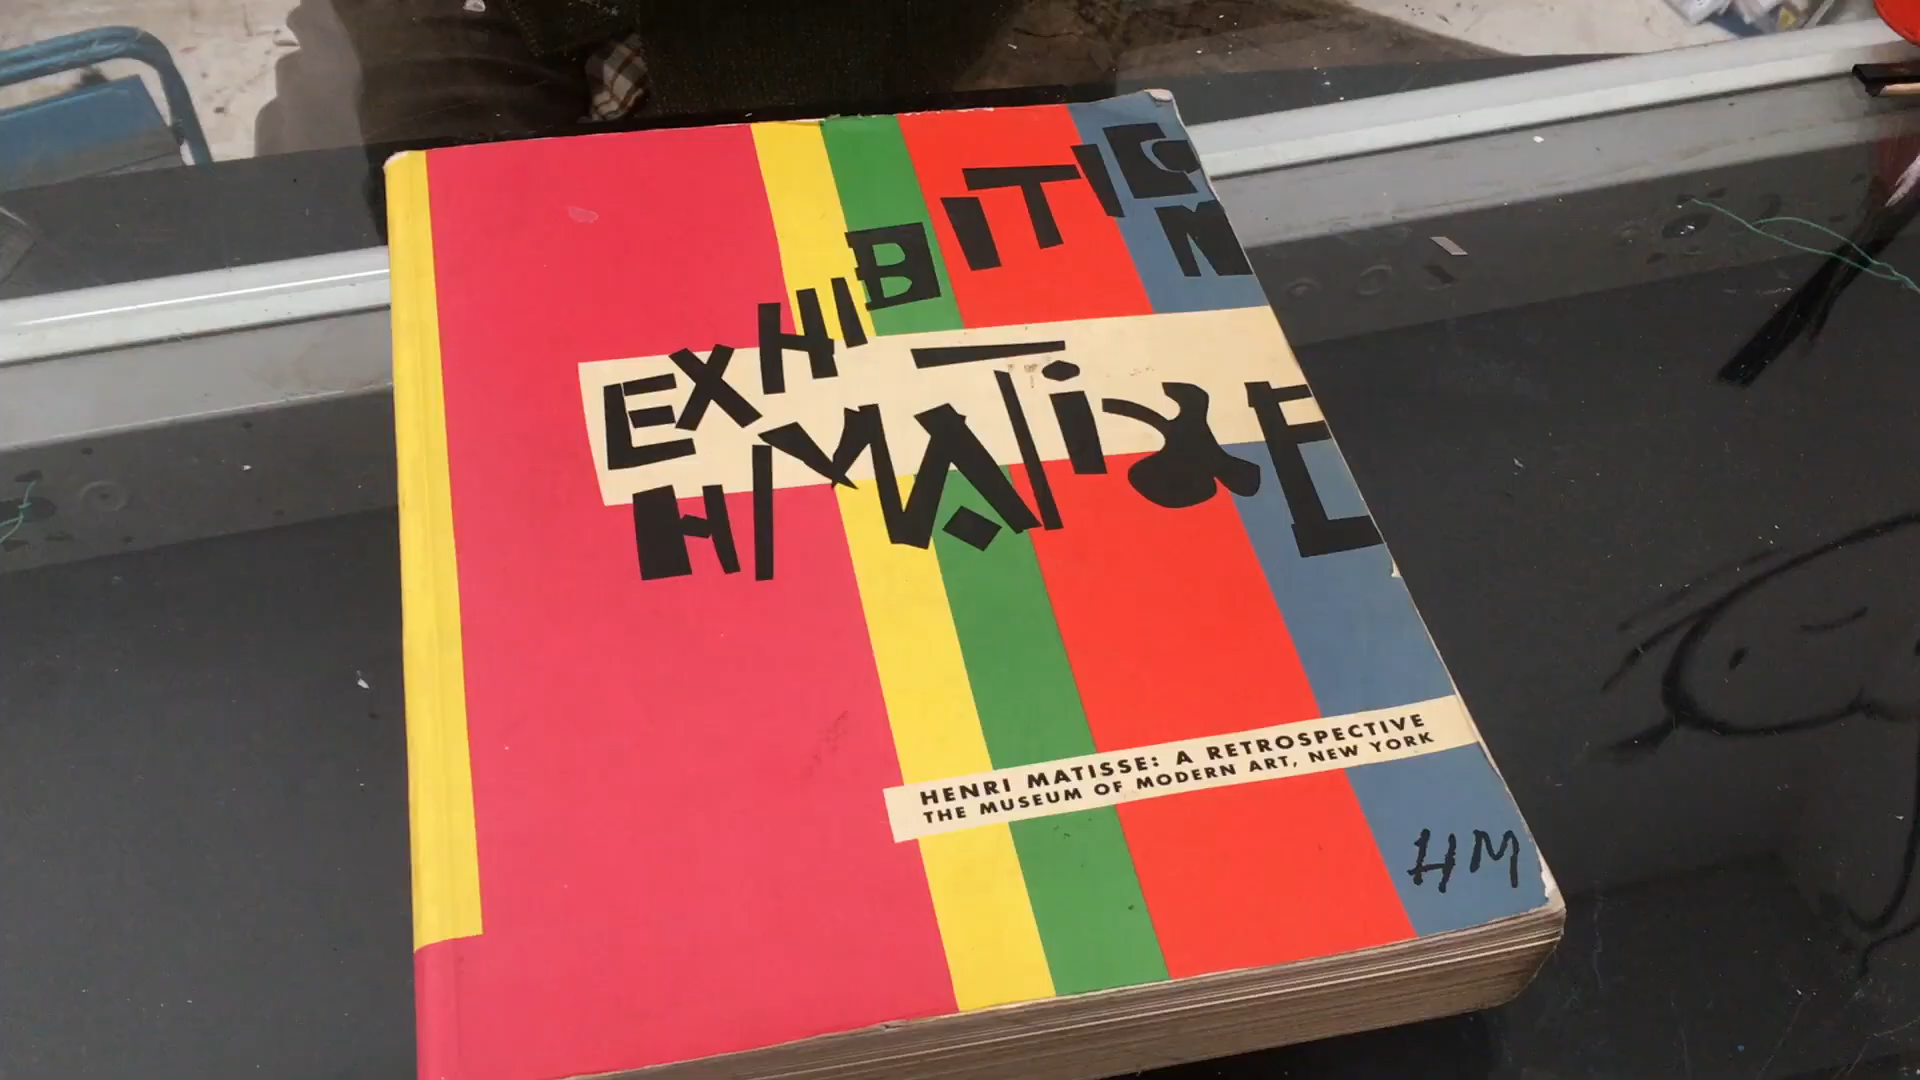 EXHIBITION
H. MATISSE
HENRI MATISSE: A RETROSPECTIVE
THE MUSEUM OF MODERN ART, NEW YORK
HM